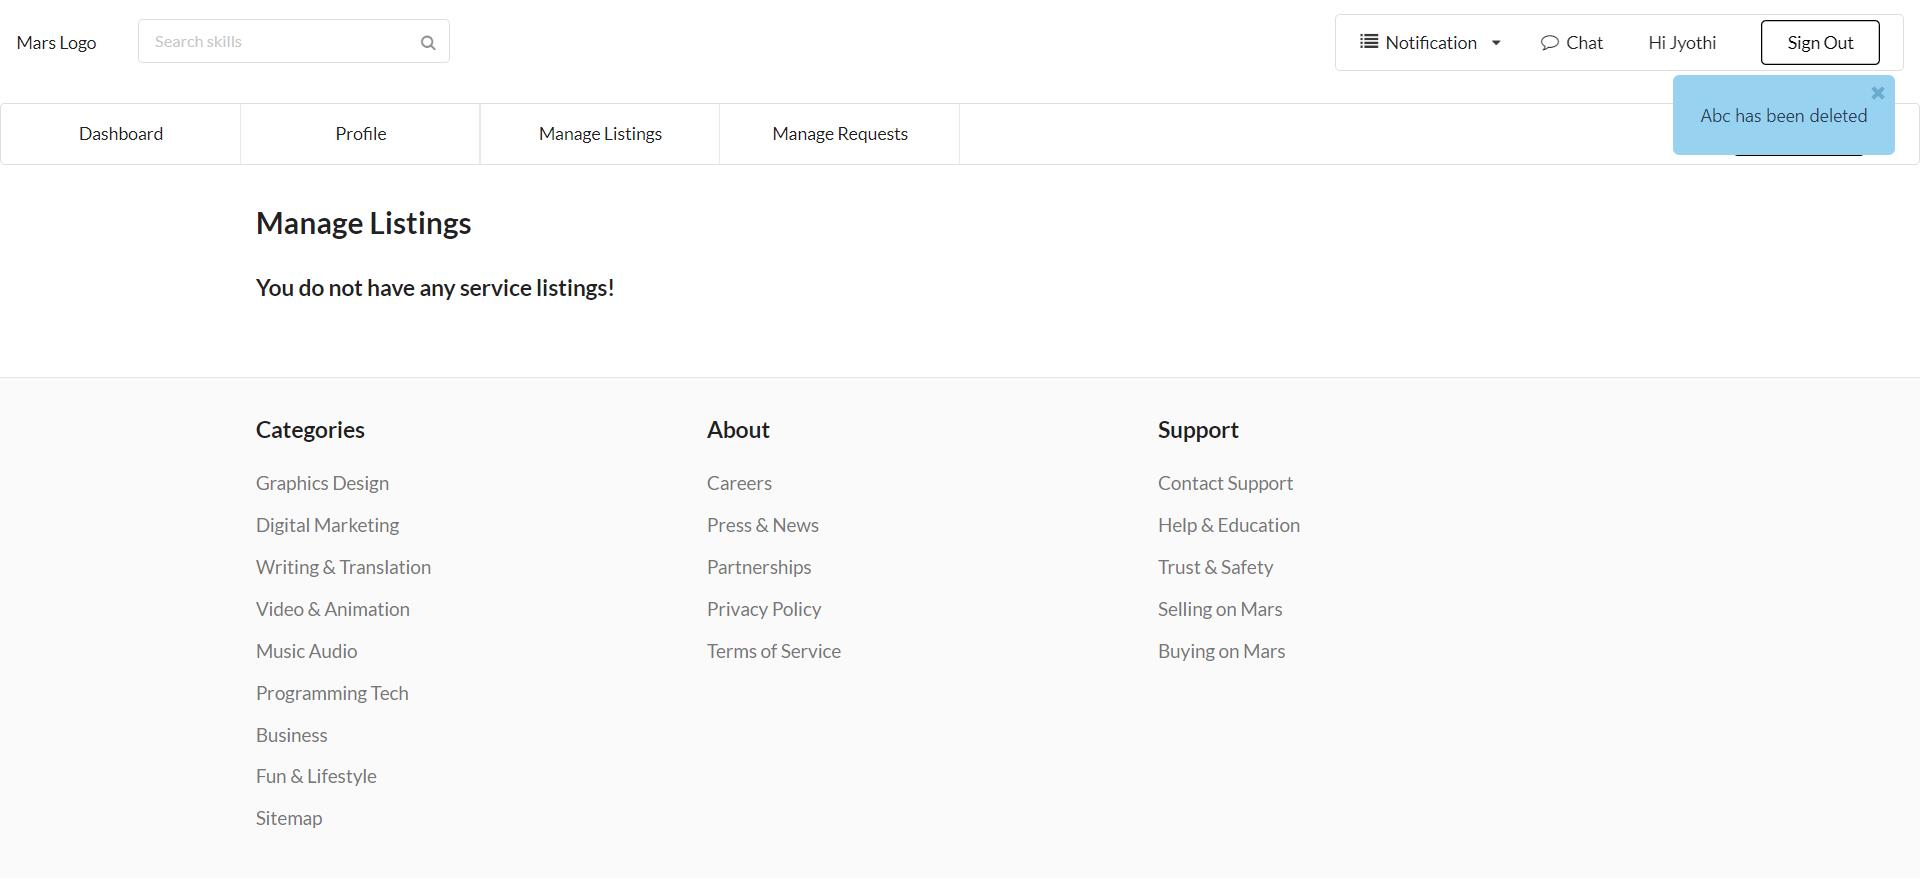 Mars Logo
Search skills
Notification
Chat
Hi Jyothi
Sign Out
Abc has been deleted
Dashboard
Profile
Manage Listings
Manage Requests
Manage Listings
You do not have any service listings!
Categories
Graphics Design
Digital Marketing
Writing & Translation
Video & Animation
Music Audio
Programming Tech
Business
Fun & Lifestyle
Sitemap
About
Careers
Press & News
Partnerships
Privacy Policy
Terms of Service
Support
Contact Support
Help & Education
Trust & Safety
Selling on Mars
Buying on Mars